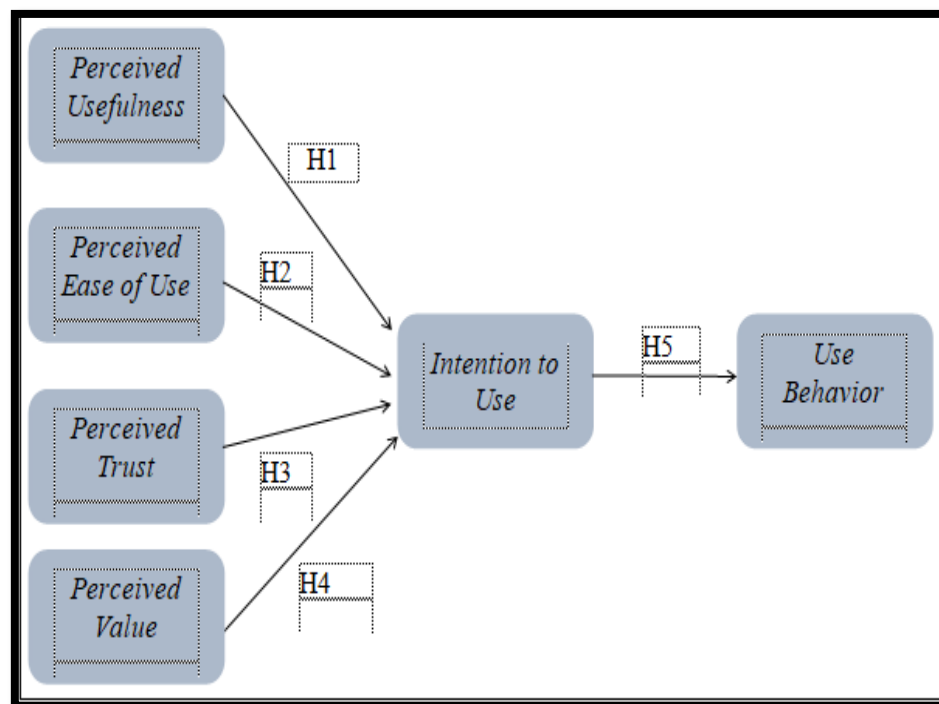 Perceived
Usefulness
H1
Perceived
Ease of Use
H2
Intention to
Use
H5
Use
Behavior
Perceived
Trust
H3
Perceived
Value
H4